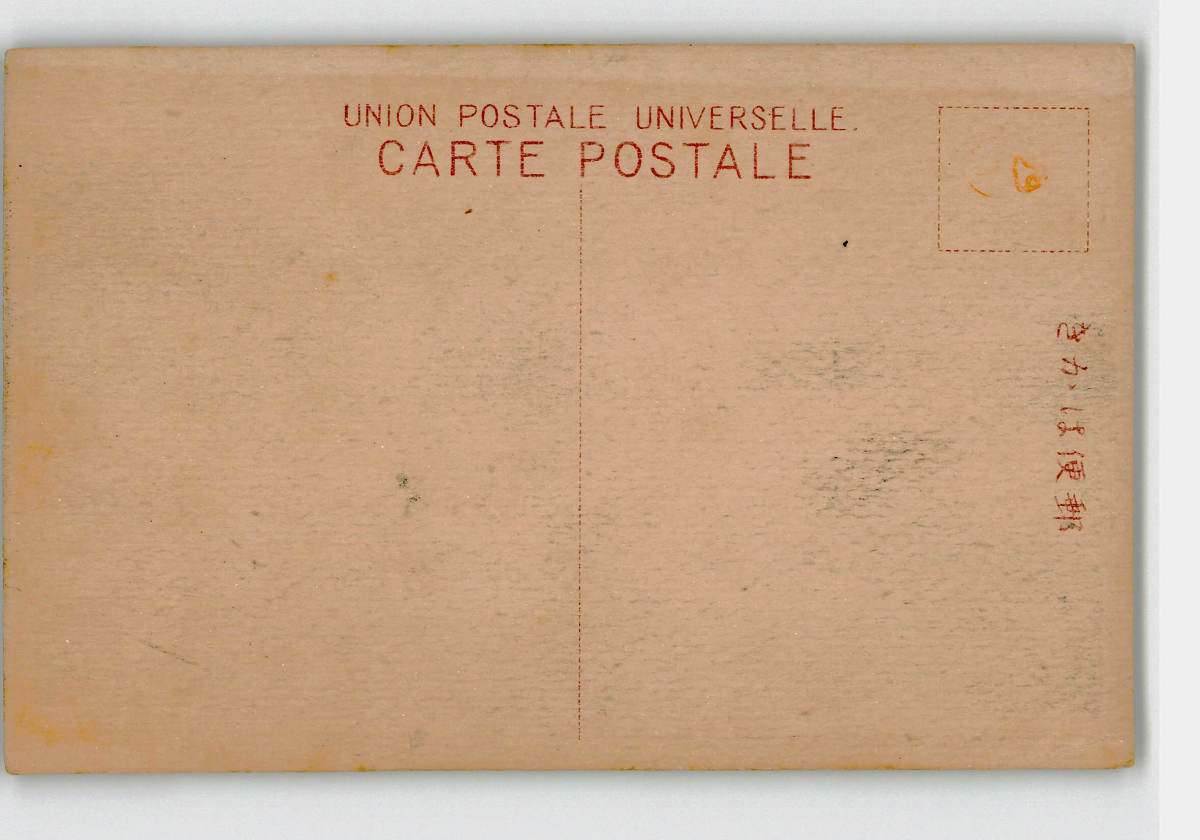 UNION POSTALE UNIVERSELLE.
CARTE POSTALE
郵便はかき